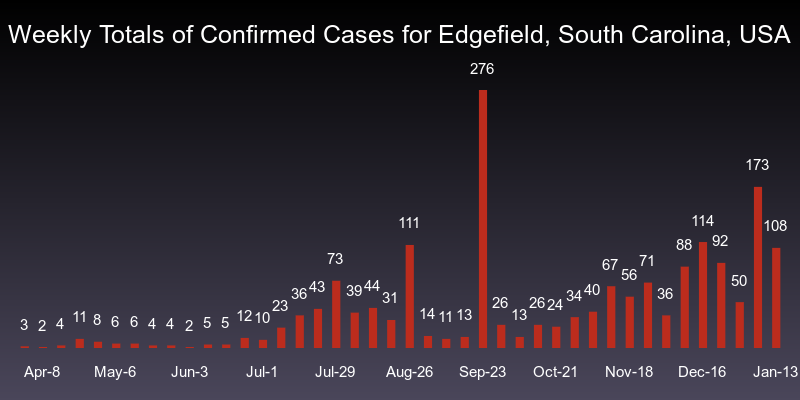 Weekly Totals of Confirmed Cases for Edgefield, South Carolina, USA
3 2 4 11 8 6 6 4 4 2 5 5 12 10 23 36 43 73 39 44 31 111 14 11 13 276 26 13 26 24 34 40 67 56 71 36 88 114 92 50 173 108
Apr-8 May-6 Jun-3 Jul-1 Jul-29 Aug-26 Sep-23 Oct-21 Nov-18 Dec-16 Jan-13